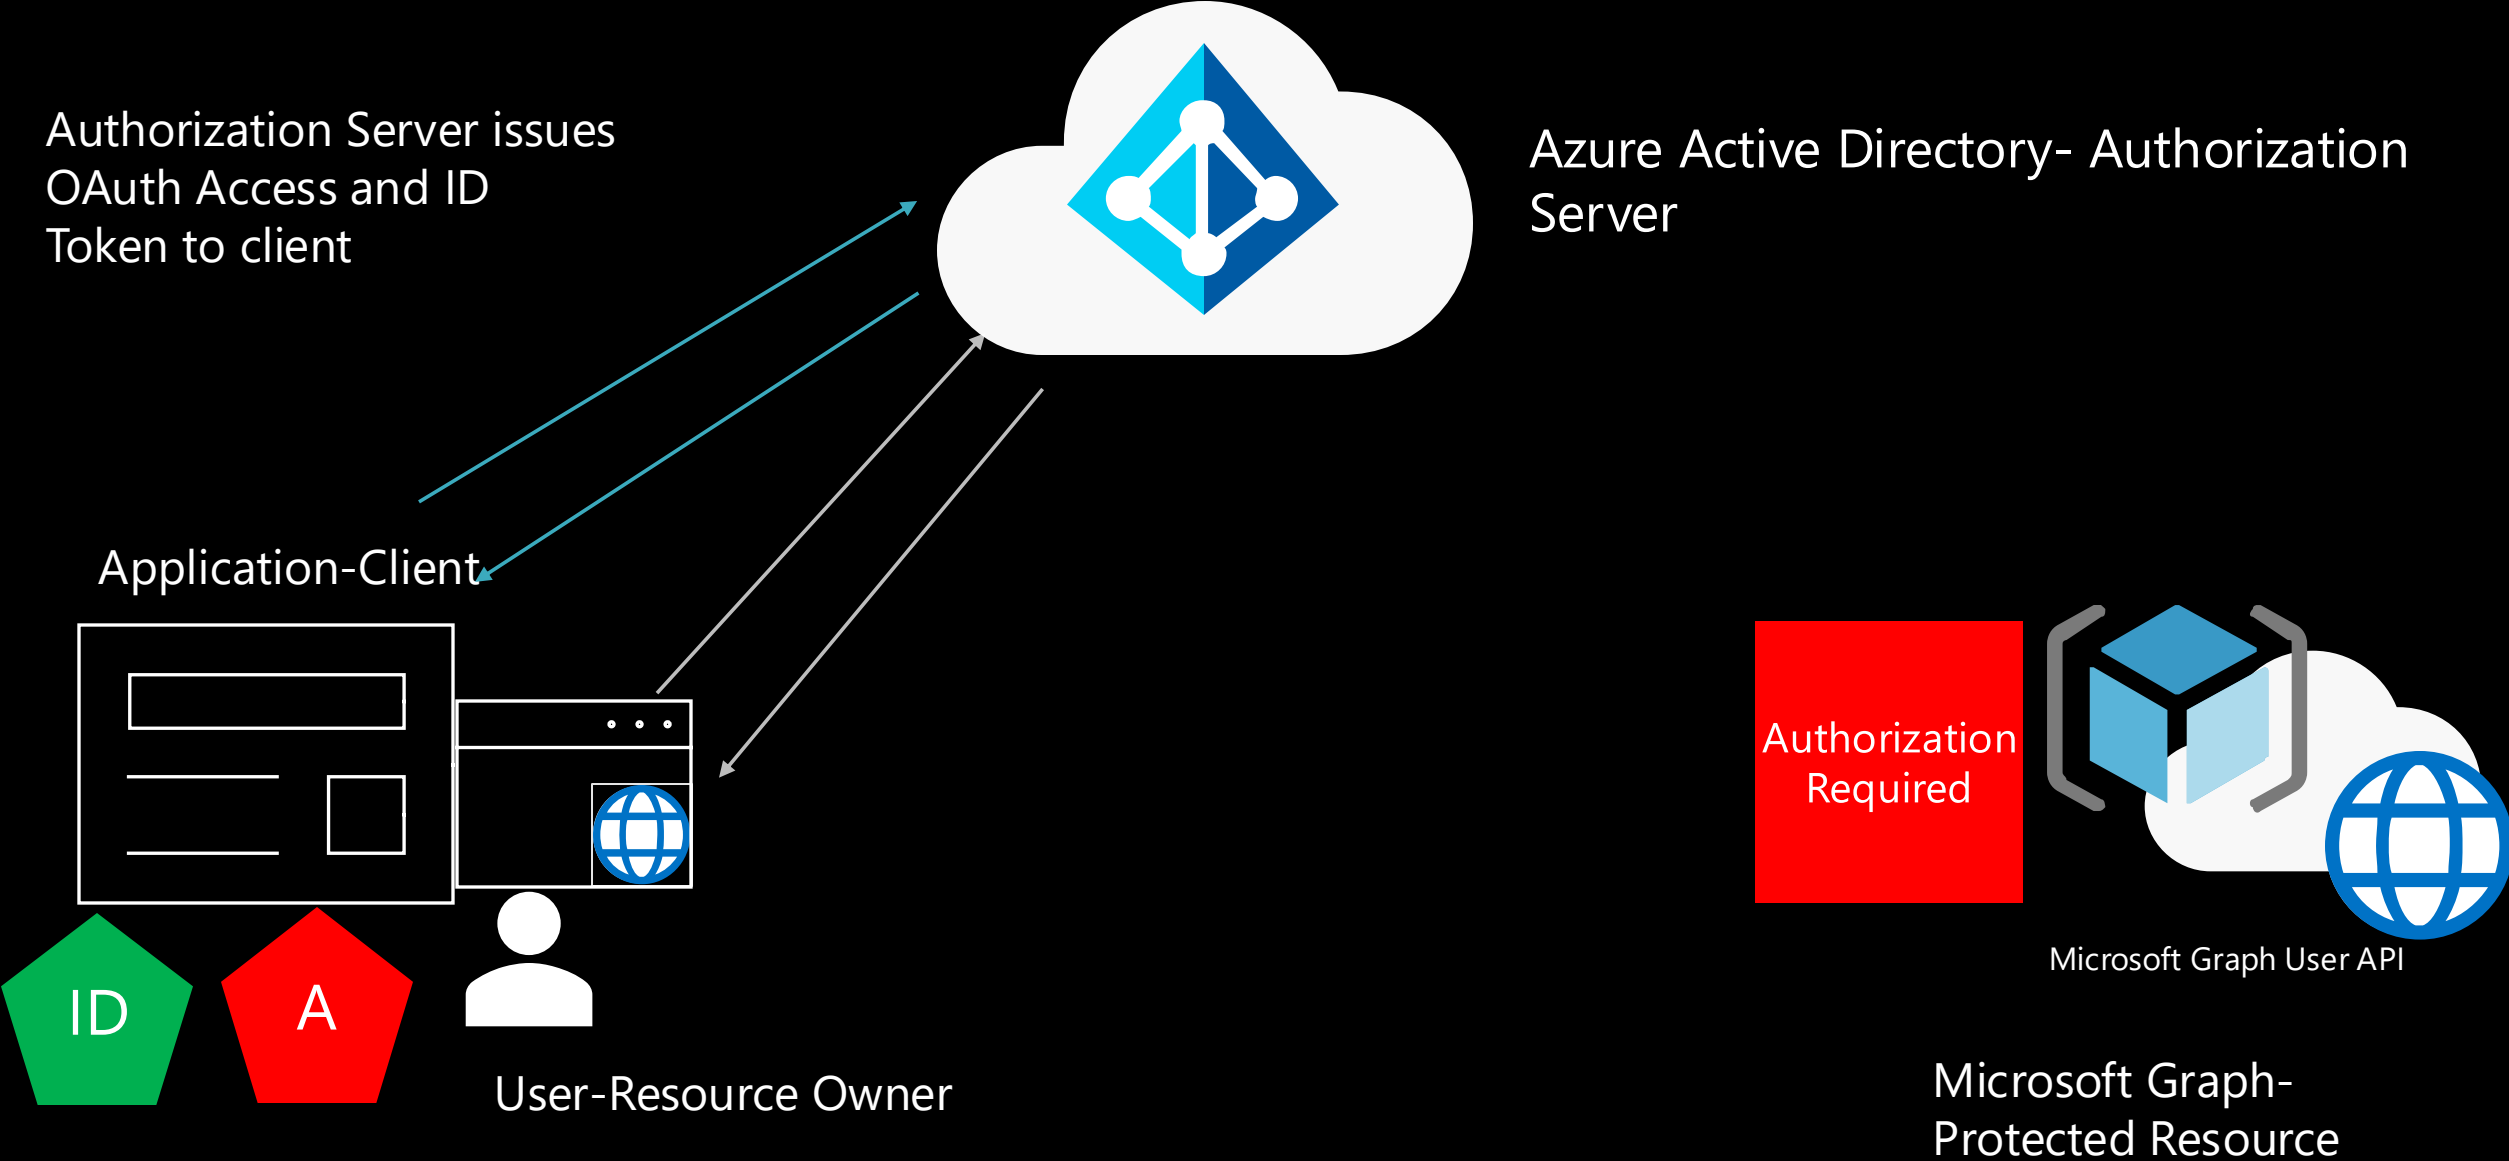 Authorization Server issues
OAuth Access and ID
Token to client
Azure Active Directory- Authorization
Server
Application-Client
Authorization
Required
Microsoft Graph User API
ID
A
User-Resource Owner
Microsoft Graph-
Protected Resource